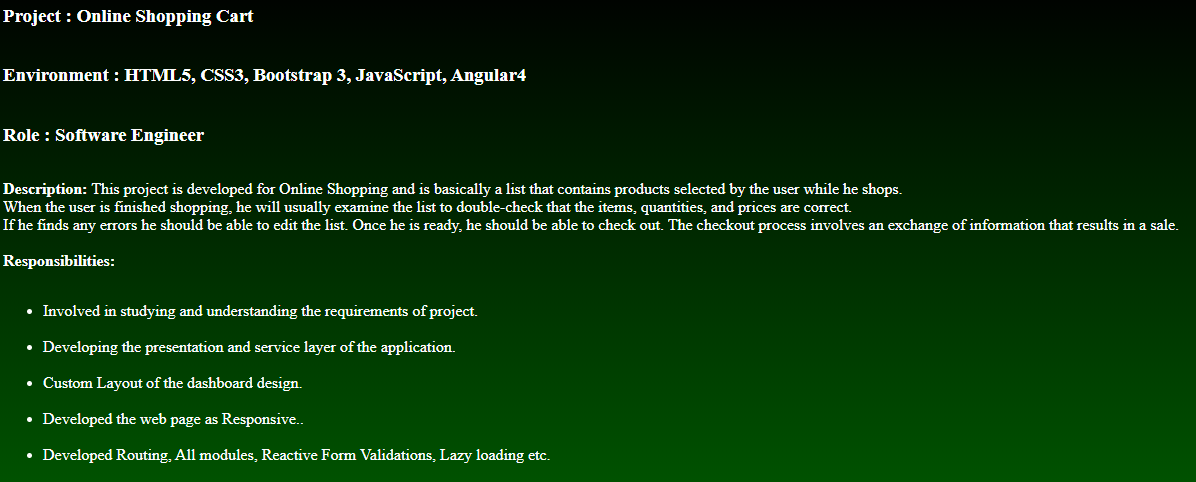 Project : Online Shopping Cart
Environment : HTML5, CSS3, Bootstrap 3, JavaScript, Angular4
Role : Software Engineer
Description: This project is developed for Online Shopping and is basically a list that contains products selected by the user while he shops.
When the user is finished shopping, he will usually examine the list to double-check that the items, quantities, and prices are correct.
If he finds any errors he should be able to edit the list. Once he is ready, he should be able to check out. The checkout process involves an exchange of information that results in a sale.
Responsibilities:
• Involved in studying and understanding the requirements of project.
• Developing the presentation and service layer of the application.
• Custom Layout of the dashboard design.
• Developed the web page as Responsive..
• Developed Routing, All modules, Reactive Form Validations, Lazy loading etc.